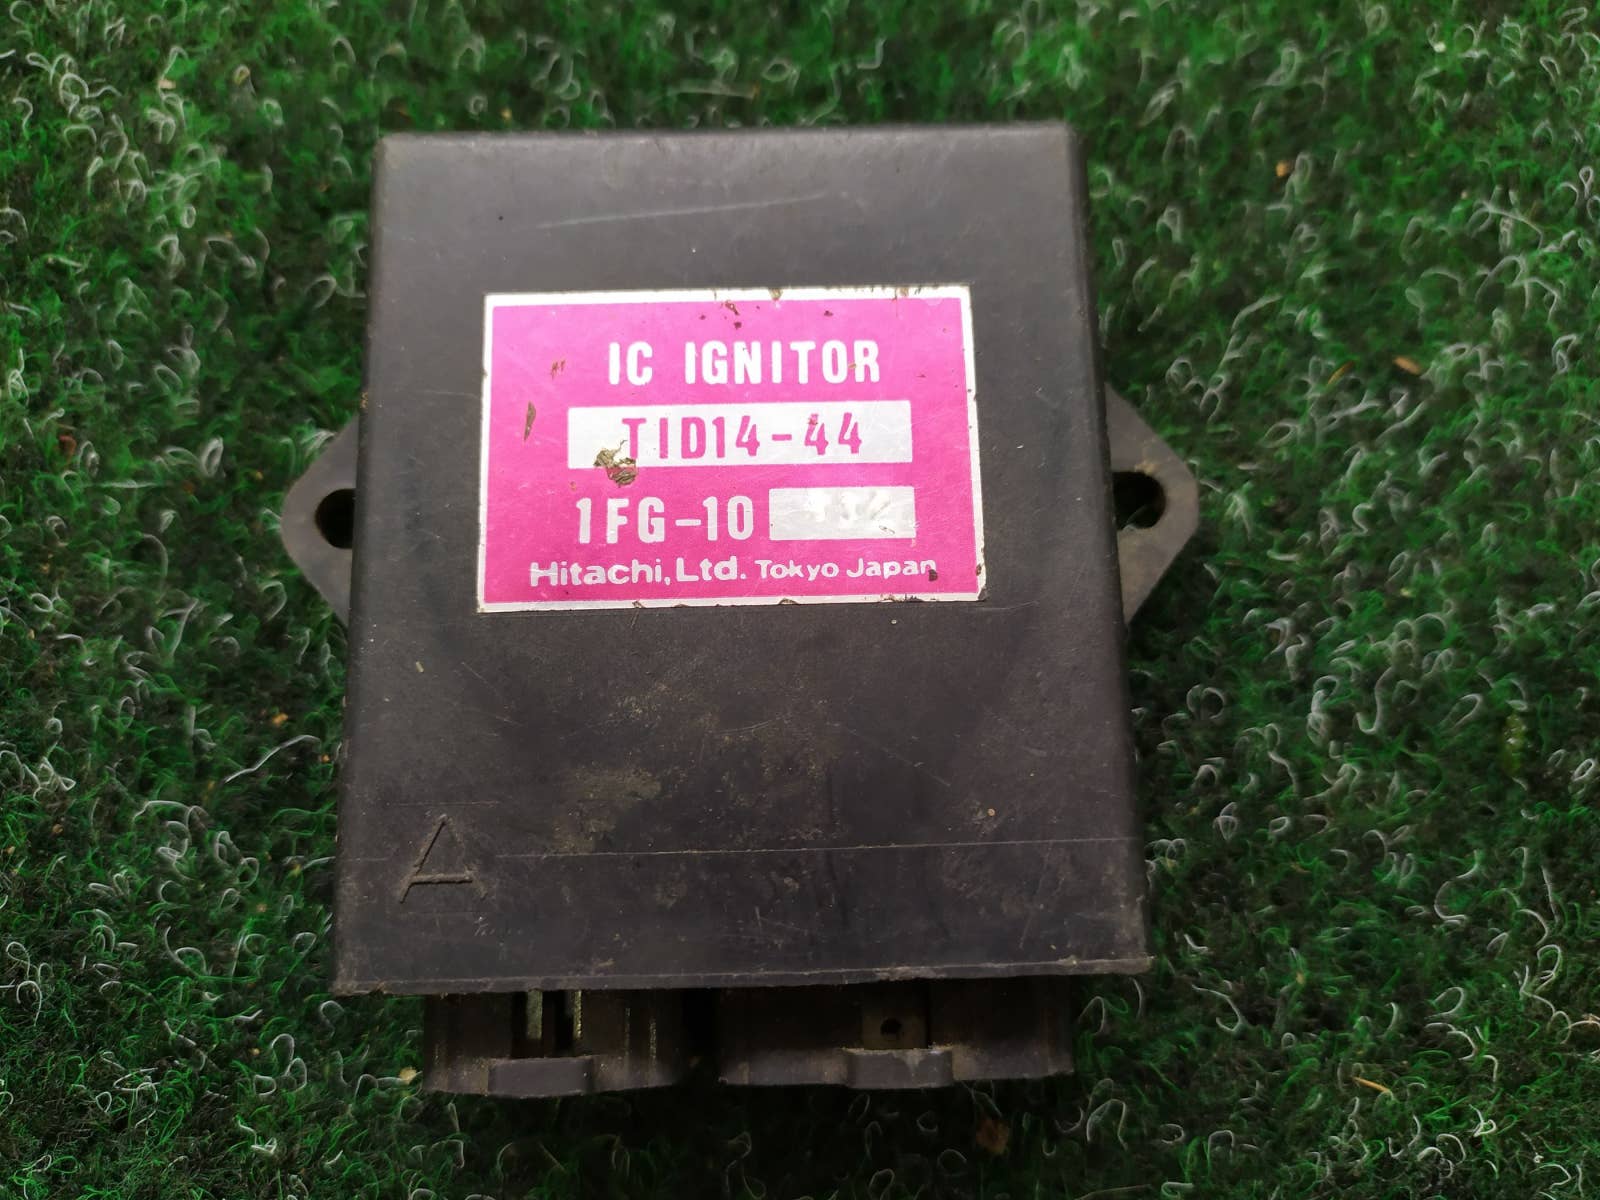 IC IGNITOR
TID14-44
1FG-10
Hitachi, Ltd. Tokyo Japan
A